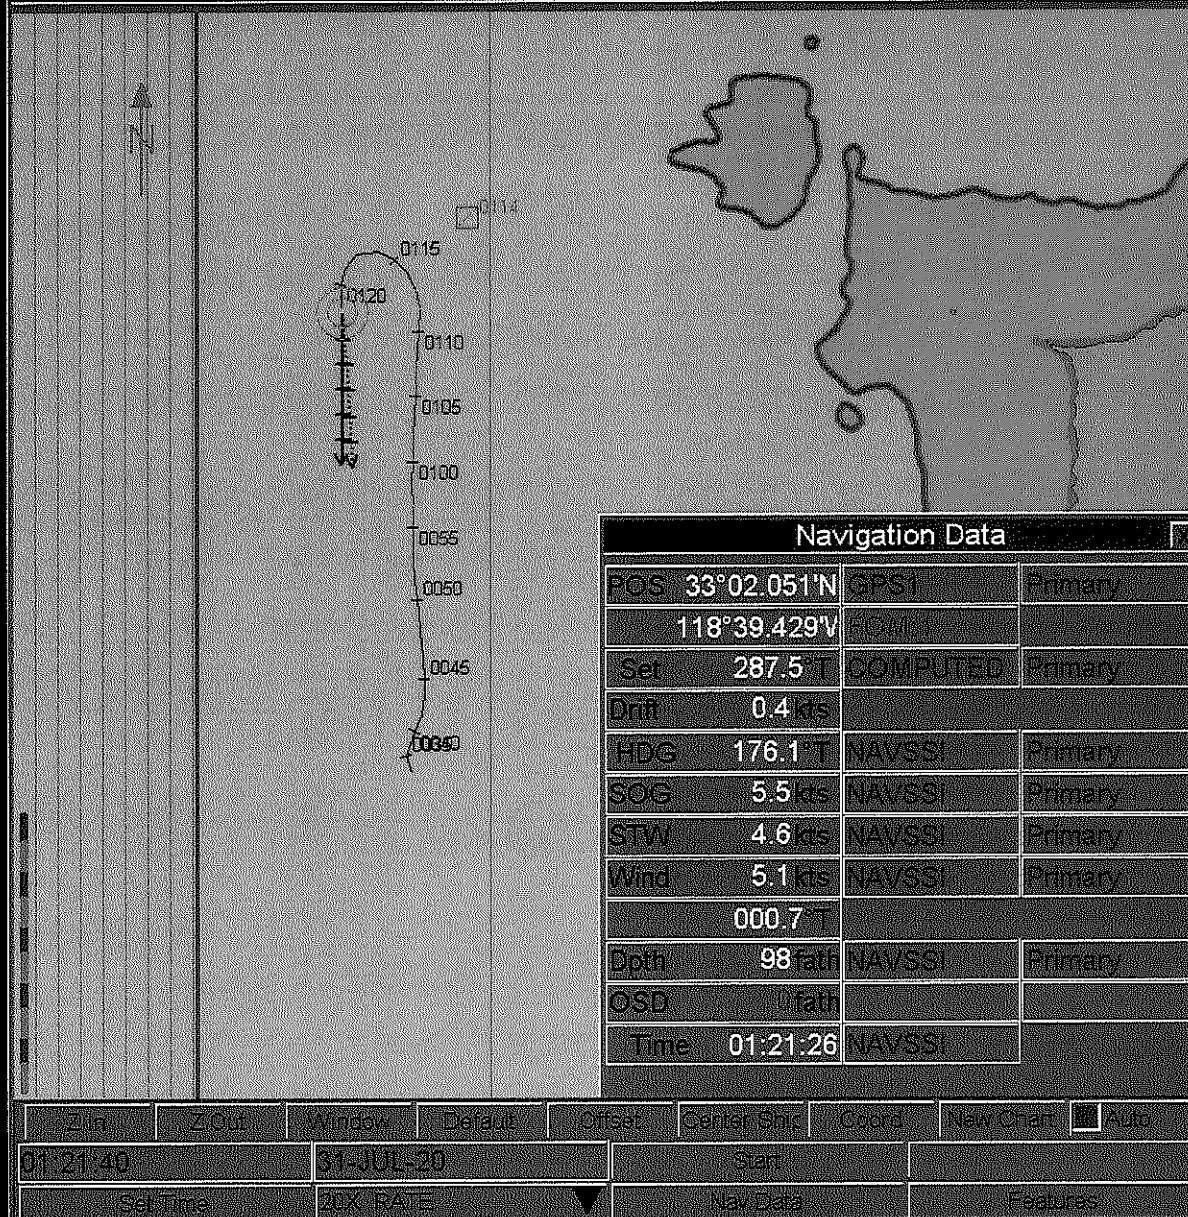 N
0114
0115
0120
0110
0105
0100
0055
0050
0045
Navigation Data X
POS 33°02.051'N GPS1 Primary
118°39.429'W
Set 287.5°T COMPUTED Primary
Drift 0.4 kts
HDG 176.1°T NAVSSI Primary
SOG 5.5 kts NAVSSI Primary
STW 4.6 kts NAVSSI Primary
Wind 5.1 kts NAVSSI Primary
000.7°T
Dpth 98 fath NAVSSI Primary
OSD fath
Time 01:21:26 NAVSSI
Z In Z Out Window Default Offset Center Ship Coord New Chart Auto
01:21:40 31-JUL-20 Start
Set Time 20X RATE Nav Data Features